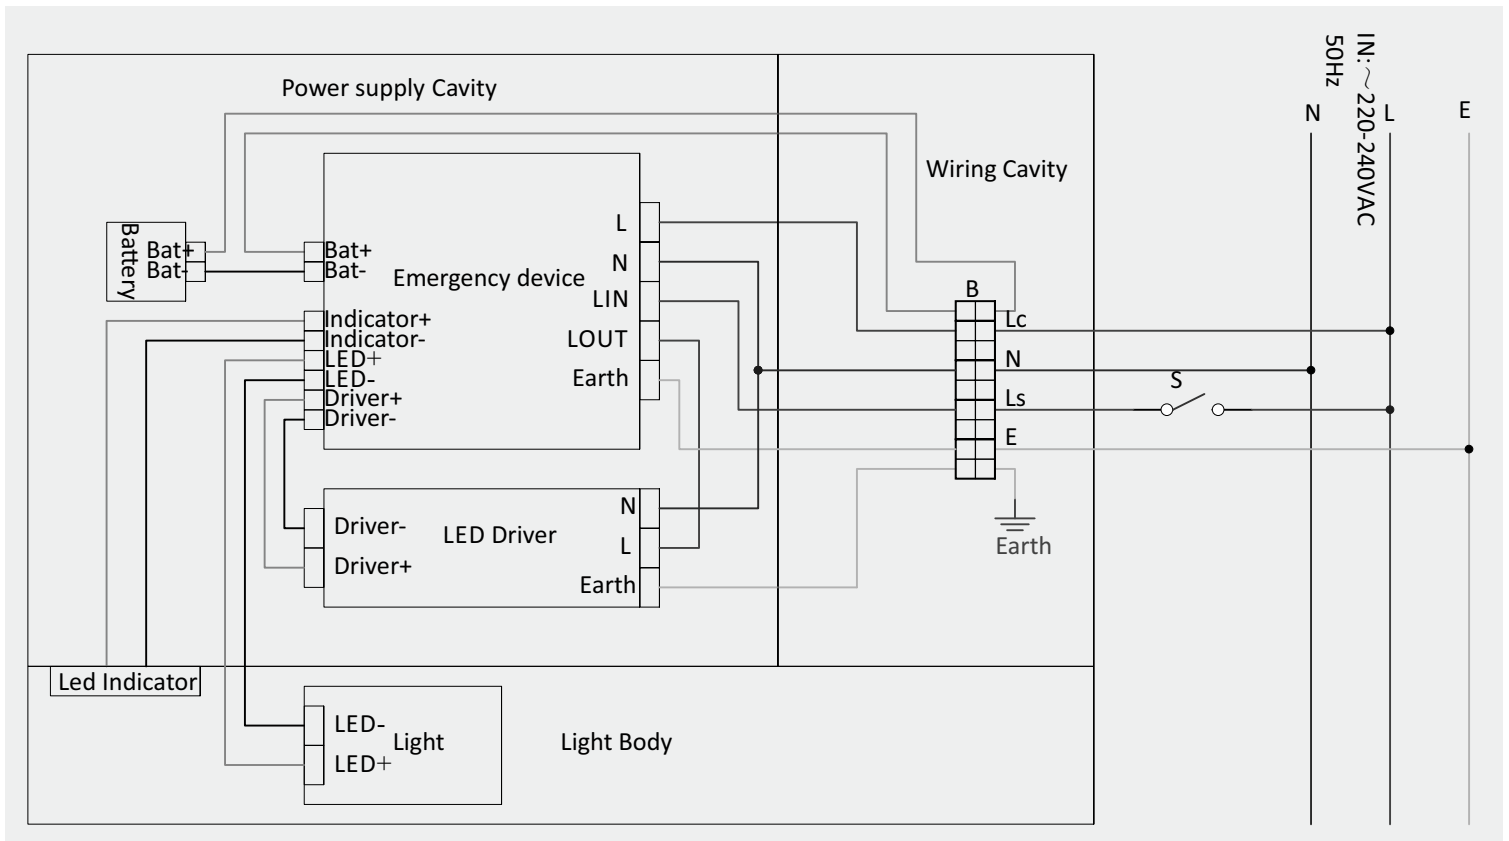 Power supply Cavity
IN:～220-240VAC
50Hz
N
L
E
Wiring Cavity
Battery
Bat+
Bat-
Bat+
Bat-
Emergency device
Indicator+
Indicator-
LED+
LED-
Driver+
Driver-
L
N
LIN
LOUT
Earth
B
Lc
N
Ls
E
S
Earth
Driver-
Driver+
LED Driver
N
L
Earth
Led Indicator
LED-
Light
LED+
Light Body